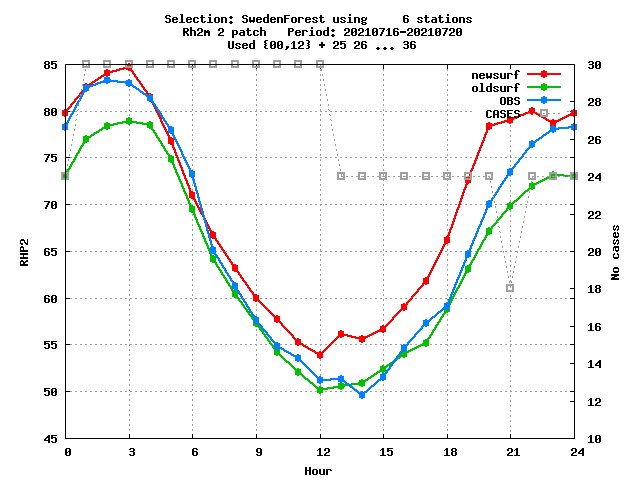 Selection: SwedenForest using     6 stations
Rh2m 2 patch   Period: 20210716-20210720
Used {00,12} + 25 26 ... 36
85 30
newsurf
oldsurf
OBS
CASES
80 28
75 26
24
70 22
RHP2
65 20
No cases
60 18
16
55 14
50 12
45 10
0 3 6 9 12 15 18 21 24
Hour